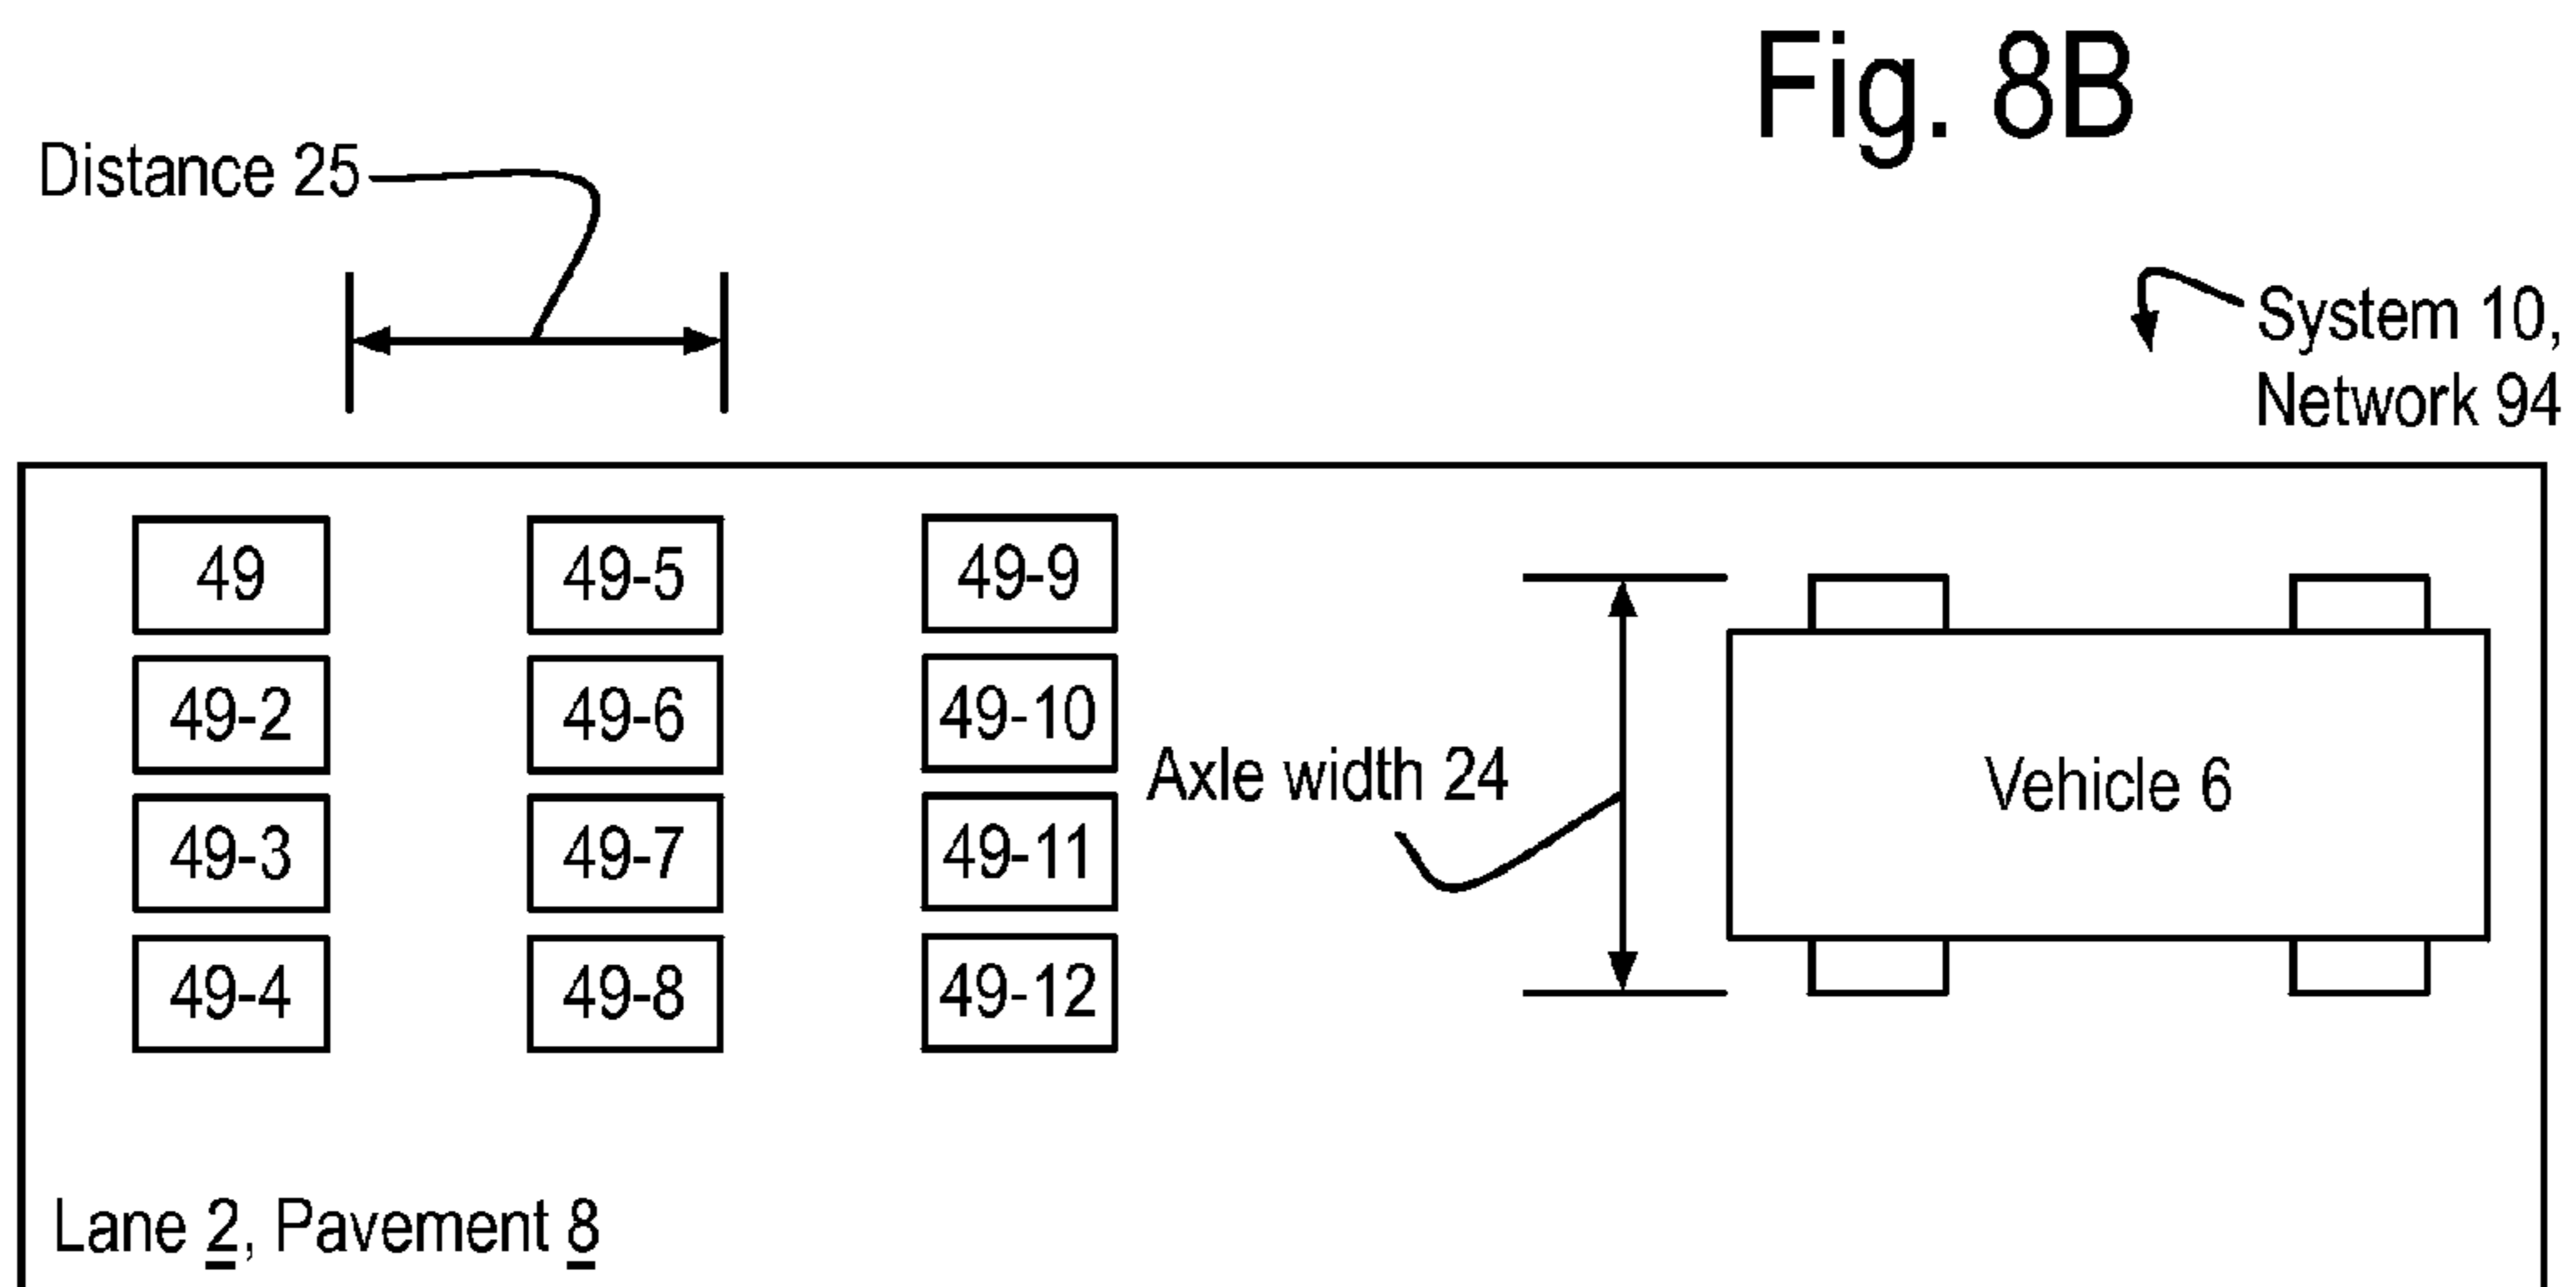 Fig. 8B
Distance 25
System 10,
Network 94
49 49-5 49-9
49-2 49-6 49-10
Axle width 24
Vehicle 6
49-3 49-7 49-11
49-4 49-8 49-12
Lane 2, Pavement 8